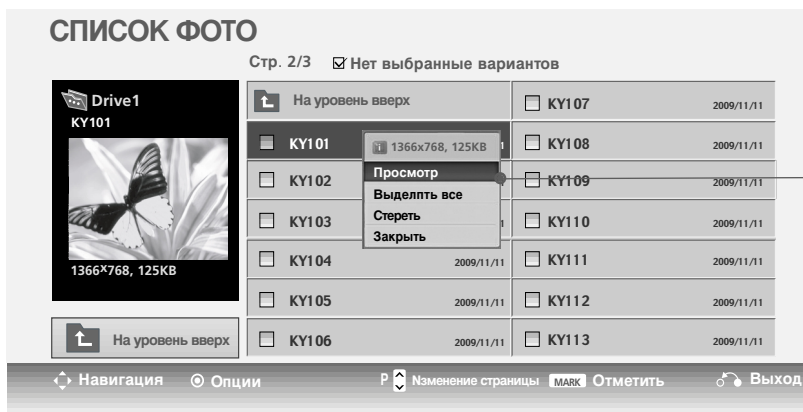 СПИСОК ФОТО
Стр. 2/3 Нет выбранные вариантов
Drive1
KY101
1366x768, 125KB
На уровень вверх
На уровень вверх
KY101 1
KY102
KY103
KY104 2009/11/11
KY105 2009/11/11
KY106 2009/11/11
1366x768, 125KB
Просмотр
Выделпть все
Стереть
Закрыть
KY107 2009/11/11
KY108 2009/11/11
KY109 2009/11/11
KY110 2009/11/11
KY111 2009/11/11
KY112 2009/11/11
KY113 2009/11/11
Навигация Опции P Nзменение страницы MARK Отметить Выход